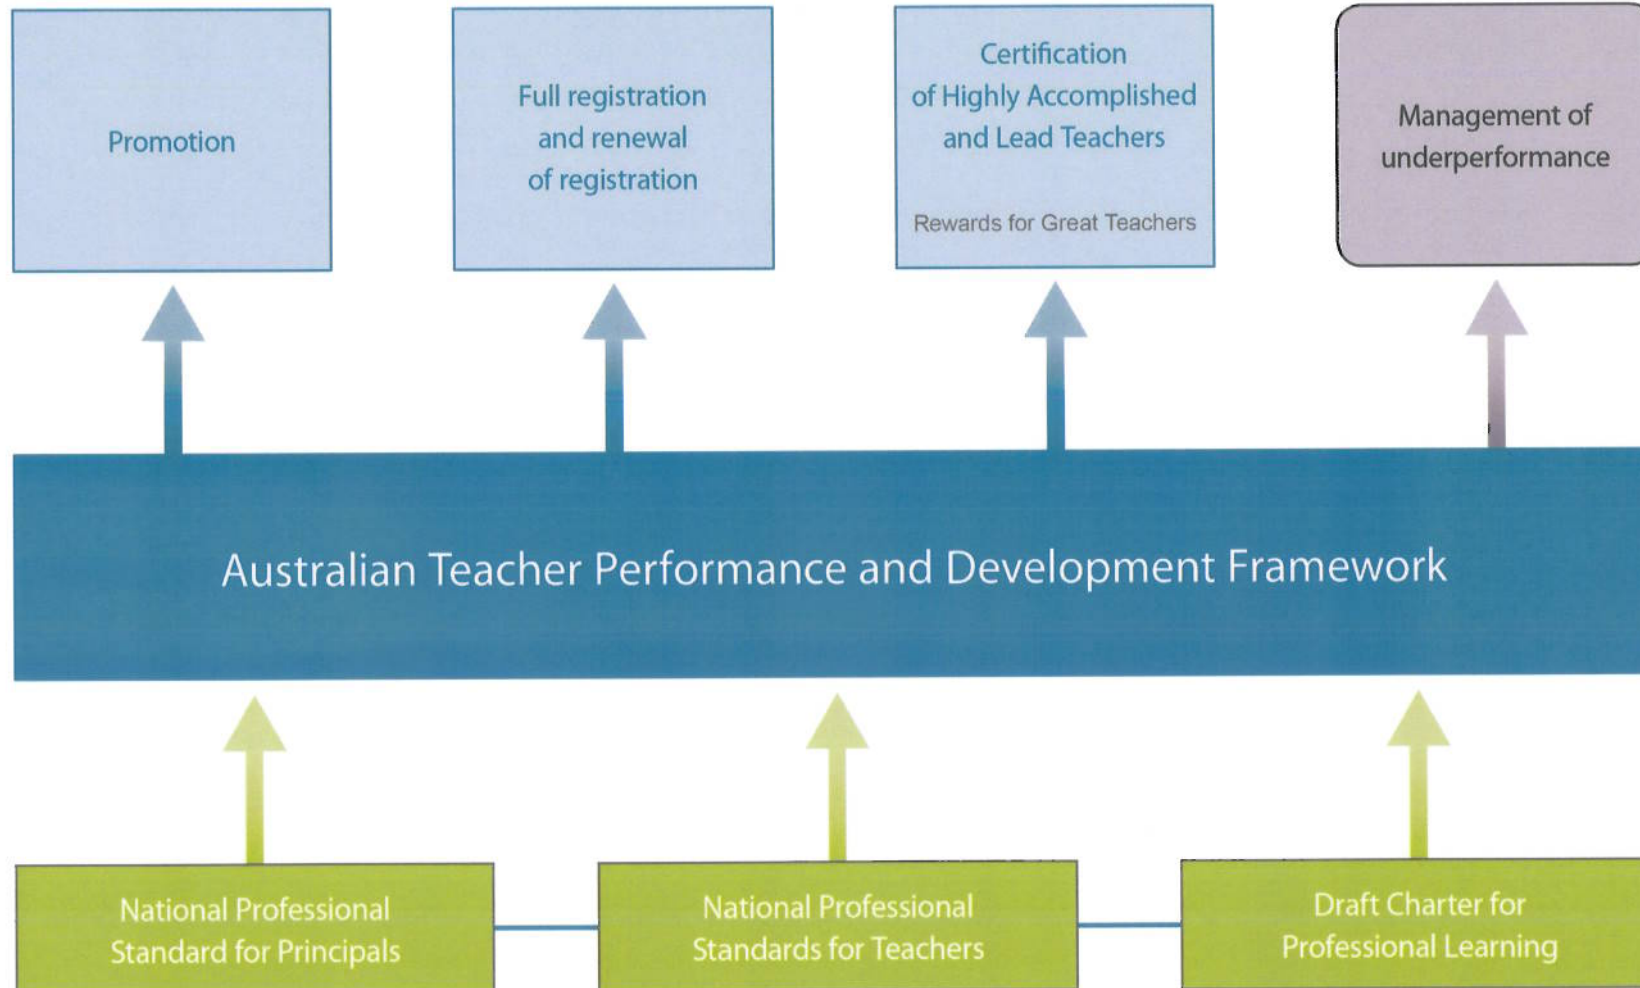 Promotion
Full registration
and renewal
of registration
Certification
of Highly Accomplished
and Lead Teachers
Rewards for Great Teachers
Management of
underperformance
Australian Teacher Performance and Development Framework
National Professional
Standard for Principals
National Professional
Standards for Teachers
Draft Charter for
Professional Learning